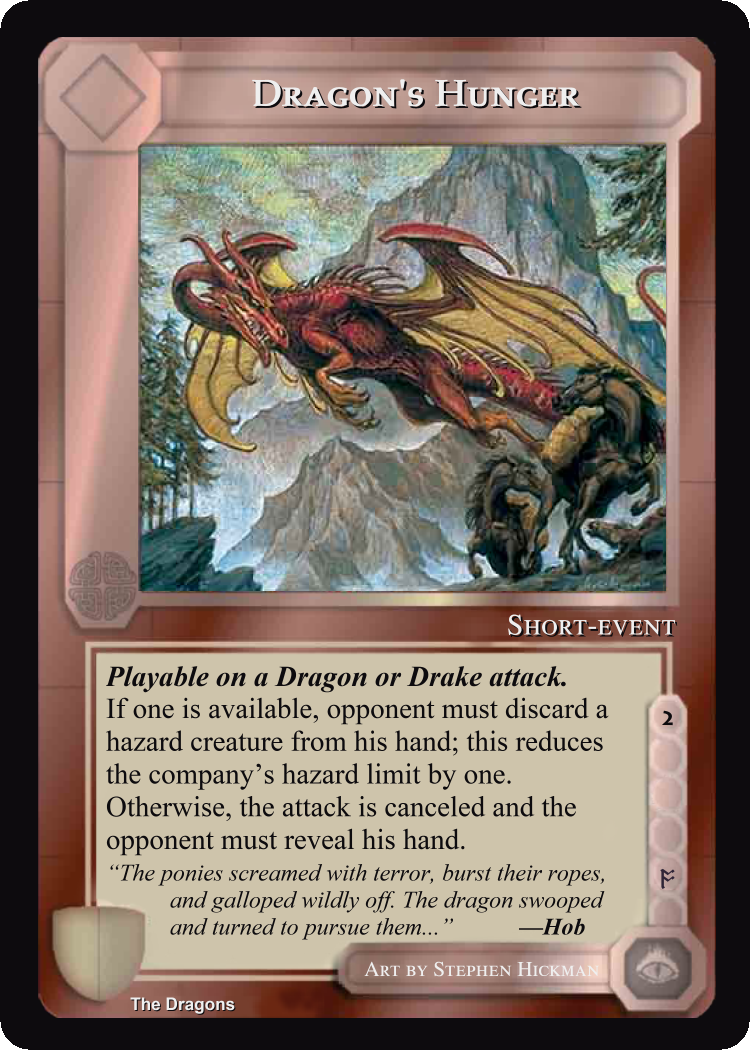 Dragon's Hunger
Short-event
Playable on a Dragon or Drake attack.
If one is available, opponent must discard a
hazard creature from his hand; this reduces
the company's hazard limit by one.
Otherwise, the attack is canceled and the
opponent must reveal his hand.
“The ponies screamed with terror, burst their ropes,
and galloped wildly off. The dragon swooped
and turned to pursue them...” —Hob
2
ᚩ
Art by Stephen Hickman
The Dragons